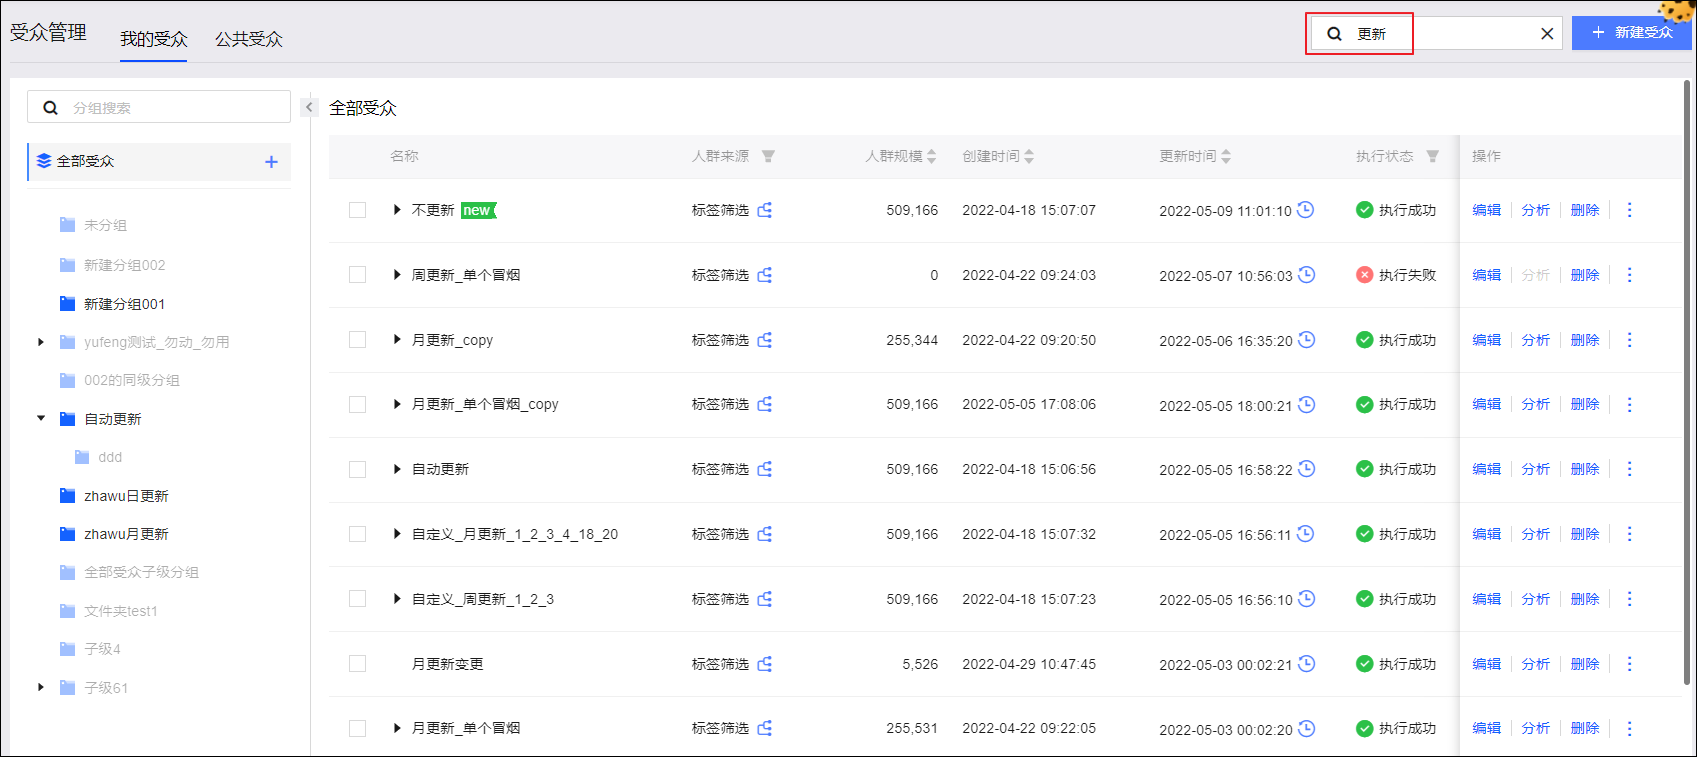 受众管理
我的受众
公共受众
更新
新建受众
分组搜索
全部受众
未分组
新建分组002
新建分组001
yufeng测试_勿动_勿用
002的同级分组
自动更新
ddd
zhawu日更新
zhawu月更新
全部受众子级分组
文件夹test1
子级4
子级61
全部受众
名称 人群来源 人群规模 创建时间 更新时间 执行状态 操作
不更新 new 标签筛选 509,166 2022-04-18 15:07:07 2022-05-09 11:01:10 执行成功 编辑 分析 删除
周更新_单个冒烟 标签筛选 0 2022-04-22 09:24:03 2022-05-07 10:56:03 执行失败 编辑 分析 删除
月更新_copy 标签筛选 255,344 2022-04-22 09:20:50 2022-05-06 16:35:20 执行成功 编辑 分析 删除
月更新_单个冒烟_copy 标签筛选 509,166 2022-05-05 17:08:06 2022-05-05 18:00:21 执行成功 编辑 分析 删除
自动更新 标签筛选 509,166 2022-04-18 15:06:56 2022-05-05 16:58:22 执行成功 编辑 分析 删除
自定义_月更新_1_2_3_4_18_20 标签筛选 509,166 2022-04-18 15:07:32 2022-05-05 16:56:11 执行成功 编辑 分析 删除
自定义_周更新_1_2_3 标签筛选 509,166 2022-04-18 15:07:23 2022-05-05 16:56:10 执行成功 编辑 分析 删除
月更新变更 标签筛选 5,526 2022-04-29 10:47:45 2022-05-03 00:02:21 执行成功 编辑 分析 删除
月更新_单个冒烟 标签筛选 255,531 2022-04-22 09:22:05 2022-05-03 00:02:20 执行成功 编辑 分析 删除